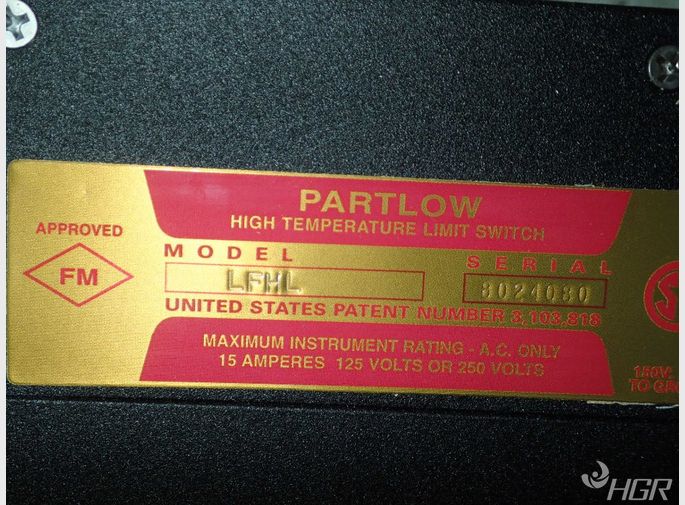 PARTLOW
HIGH TEMPERATURE LIMIT SWITCH
APPROVED
FM
MODEL
LFHL
SERIAL
8024080
UNITED STATES PATENT NUMBER 3,103,818
MAXIMUM INSTRUMENT RATING - A.C. ONLY
15 AMPERES 125 VOLTS OR 250 VOLTS
150V.
TO
HGR